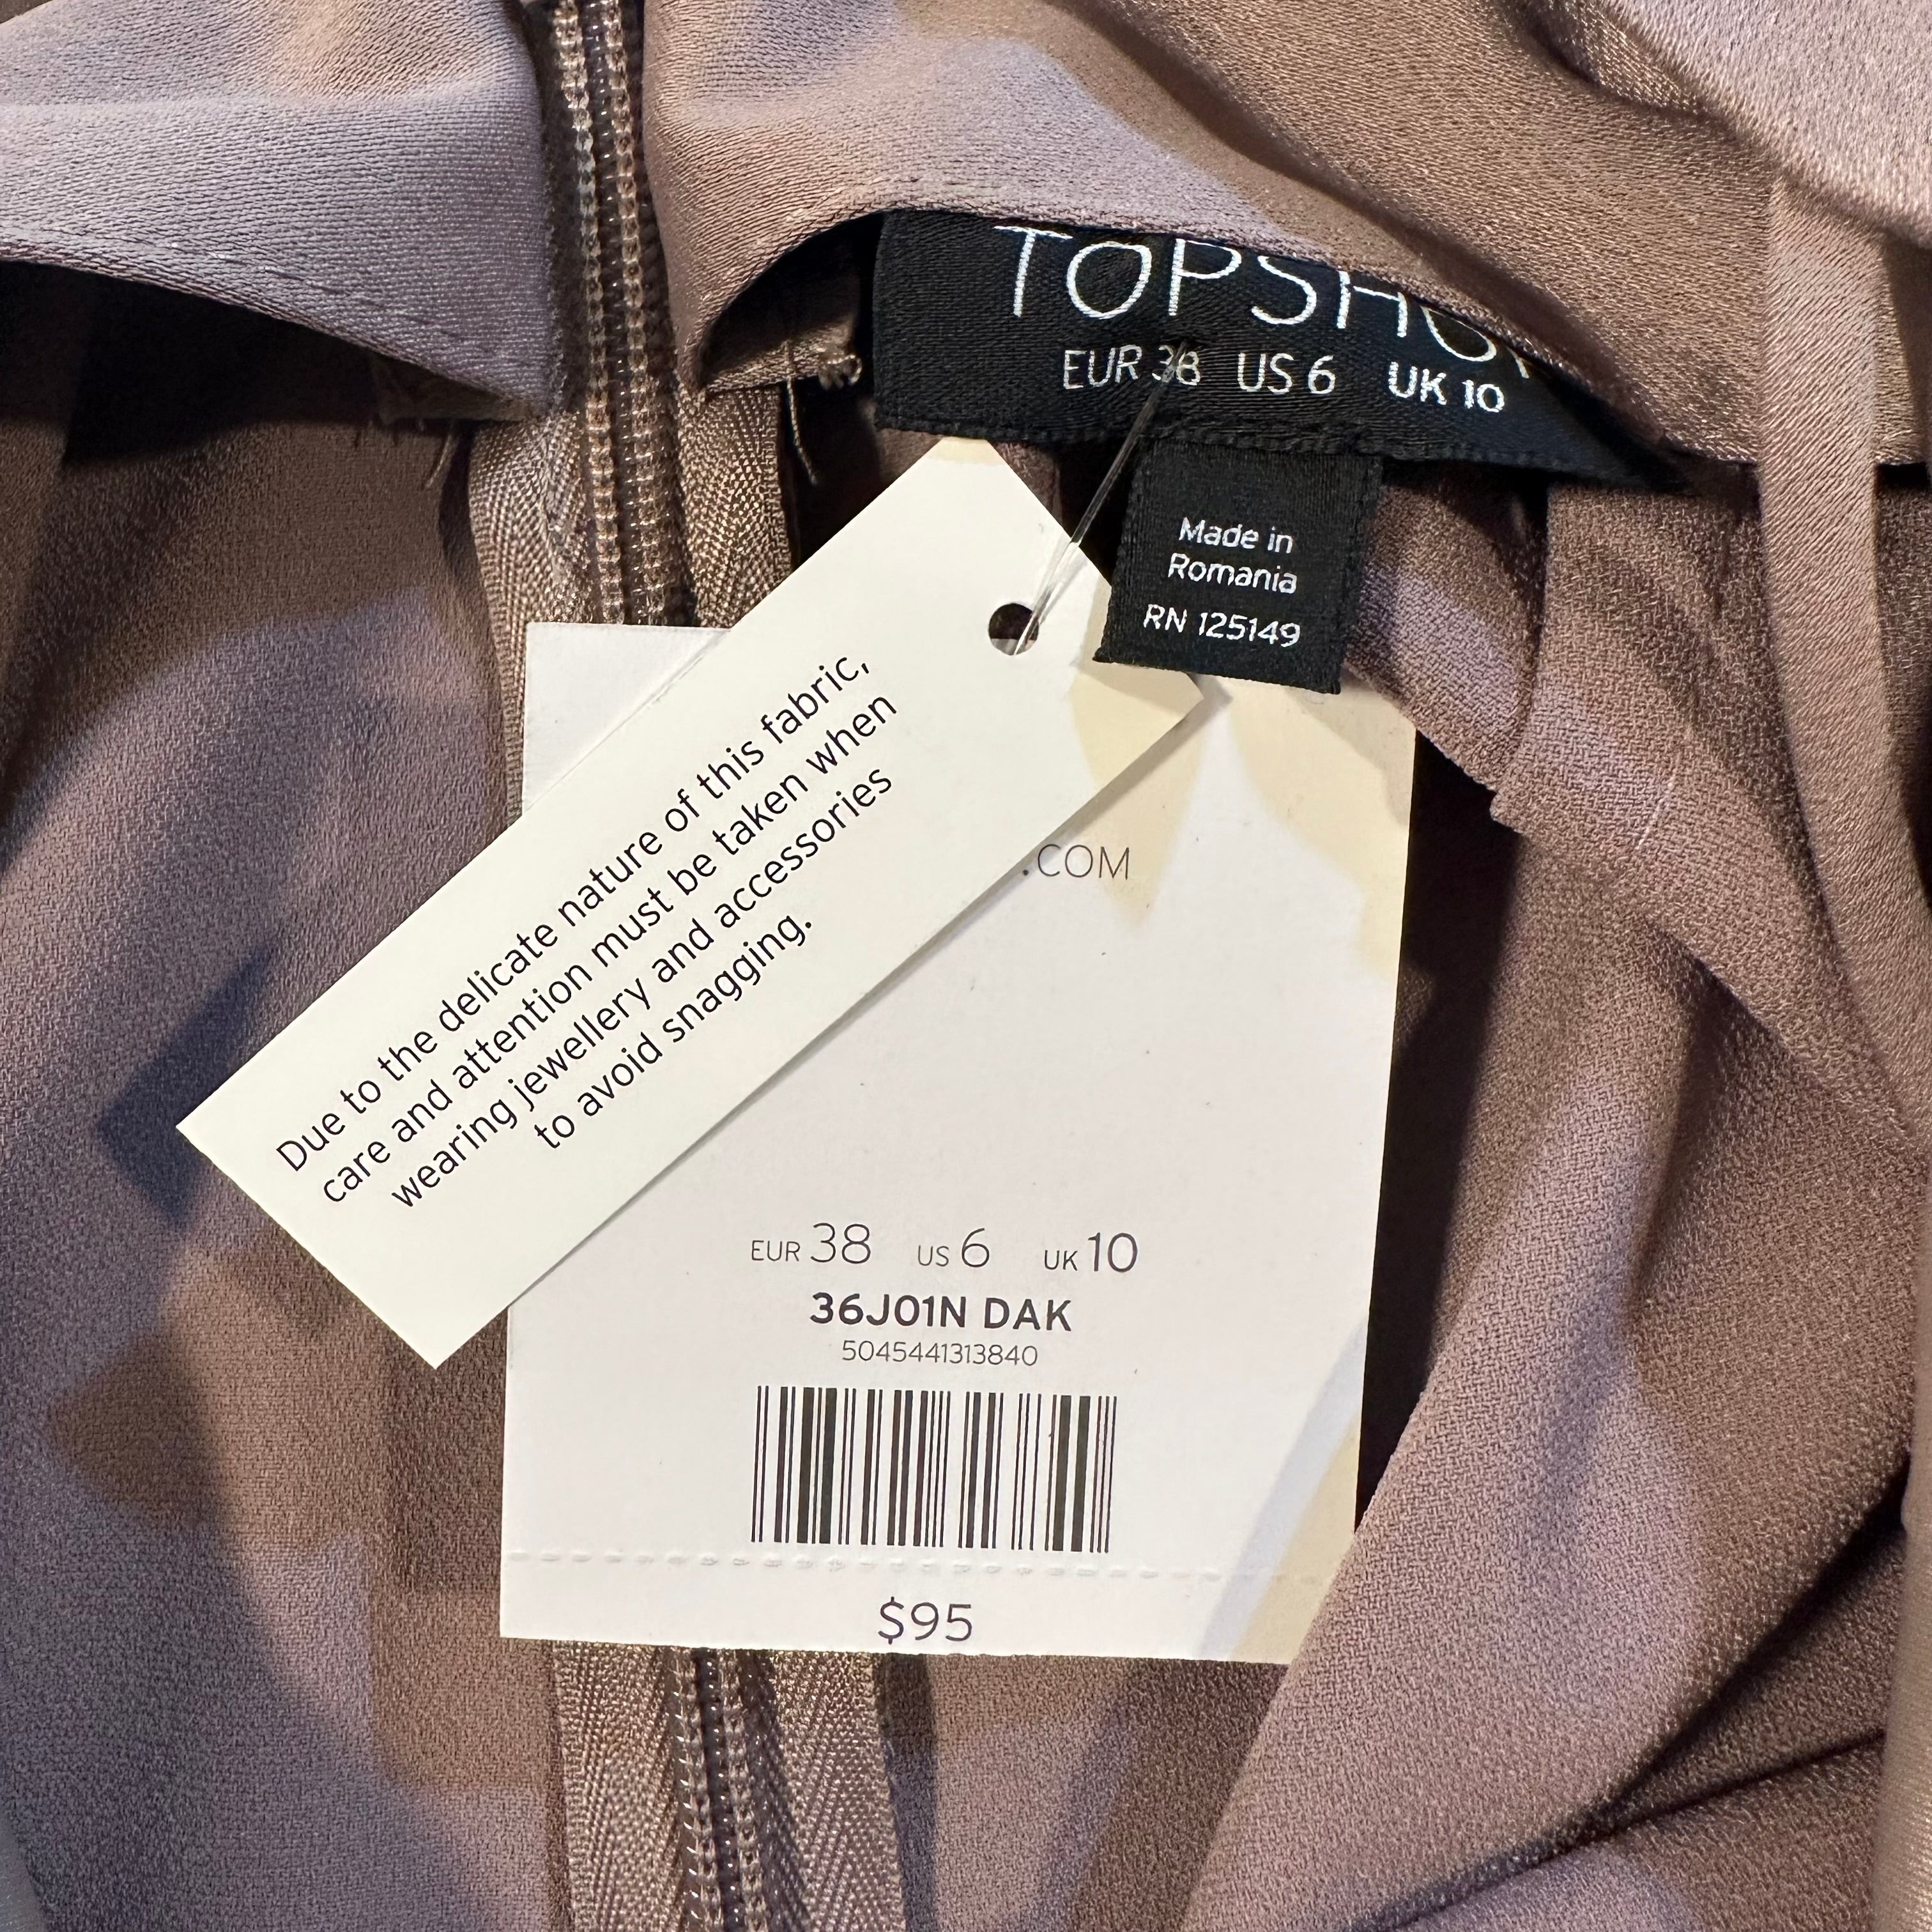 TOPSHO
EUR 38 US 6 UK 10
Made in
Romania
RN 125149
Due to the delicate nature of this fabric,
care and attention must be taken when
wearing jewellery and accessories
to avoid snagging.
.COM
EUR 38 US 6 UK 10
36J01N DAK
5045441313840
$95